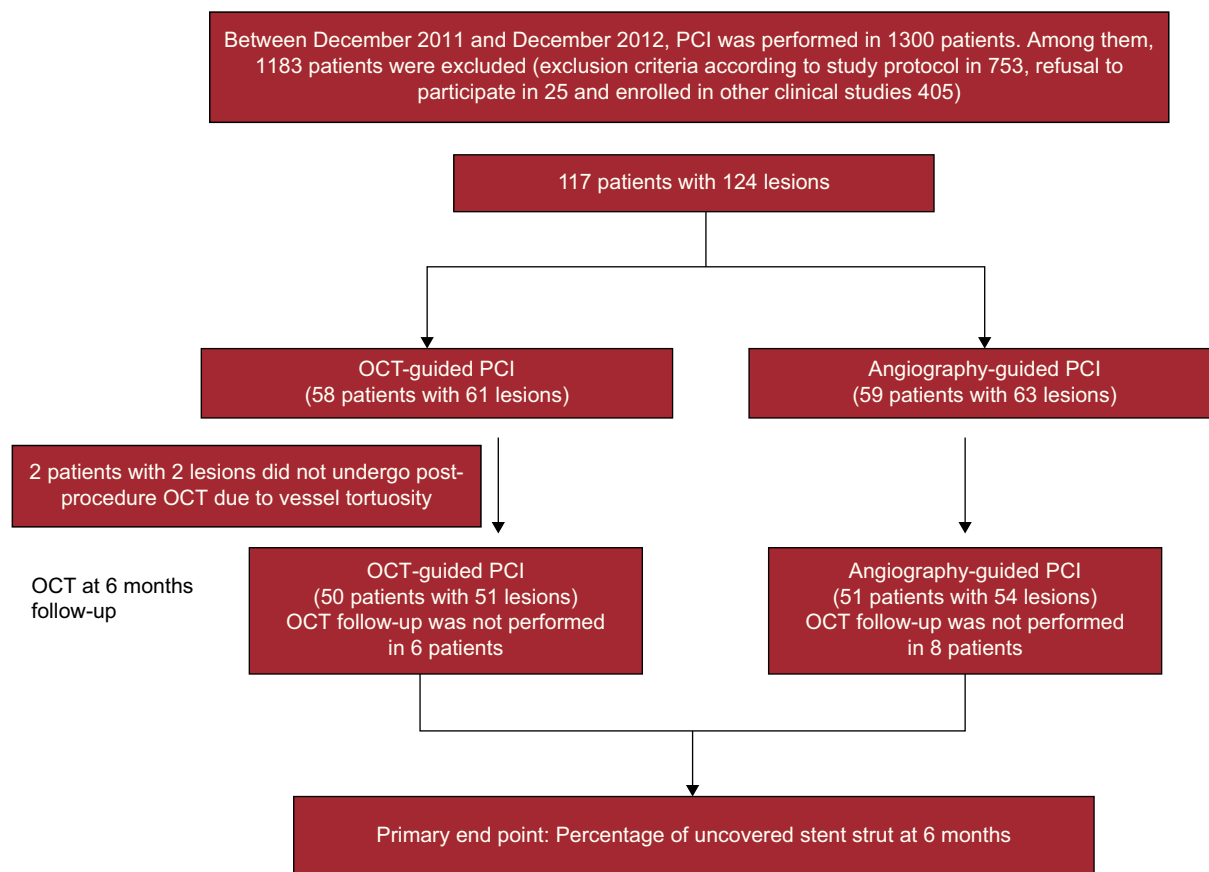 Between December 2011 and December 2012, PCI was performed in 1300 patients. Among them,
1183 patients were excluded (exclusion criteria according to study protocol in 753, refusal to
participate in 25 and enrolled in other clinical studies 405)
117 patients with 124 lesions
OCT-guided PCI
(58 patients with 61 lesions)
Angiography-guided PCI
(59 patients with 63 lesions)
2 patients with 2 lesions did not undergo post-
procedure OCT due to vessel tortuosity
OCT at 6 months
follow-up
OCT-guided PCI
(50 patients with 51 lesions)
OCT follow-up was not performed
in 6 patients
Angiography-guided PCI
(51 patients with 54 lesions)
OCT follow-up was not performed
in 8 patients
Primary end point: Percentage of uncovered stent strut at 6 months